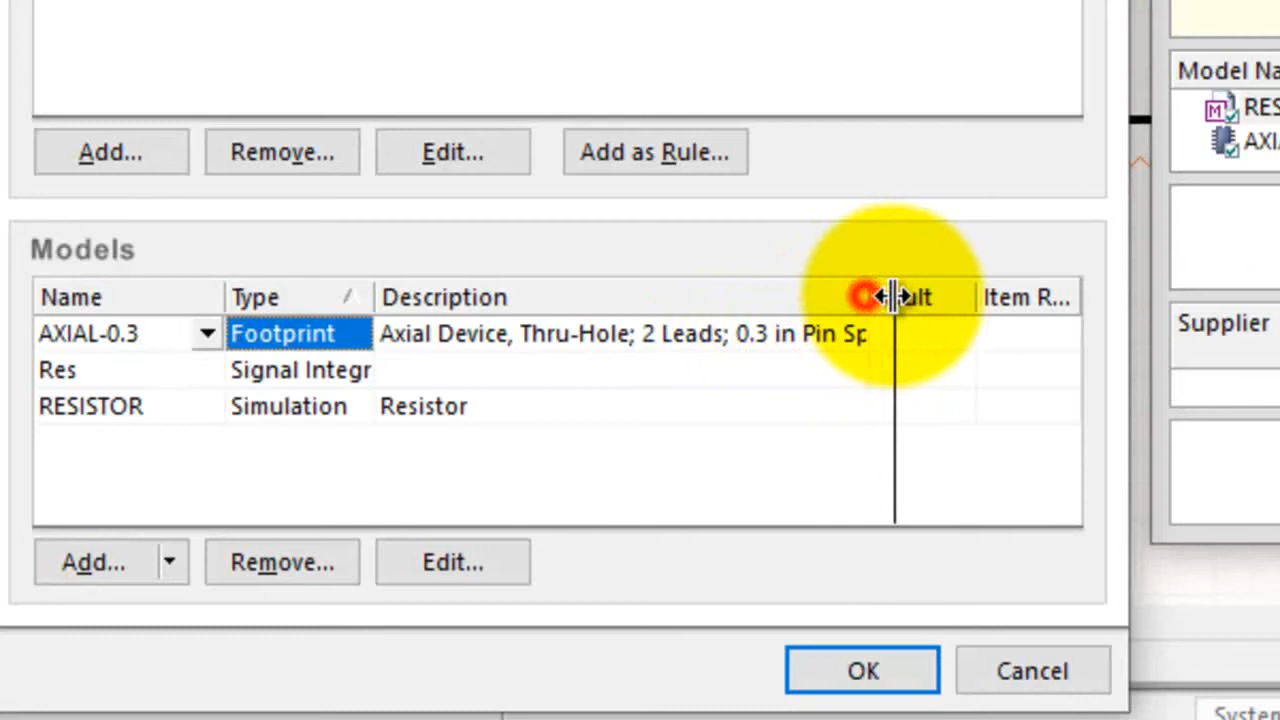 Add... Remove... Edit... Add as Rule...
Models
Name Type Description Item R...
AXIAL-0.3 Footprint Axial Device, Thru-Hole; 2 Leads; 0.3 in Pin Sp
Res Signal Integr
RESISTOR Simulation Resistor
Add... Remove... Edit...
OK Cancel
Model Na
M RES
AXIA
Supplier
System